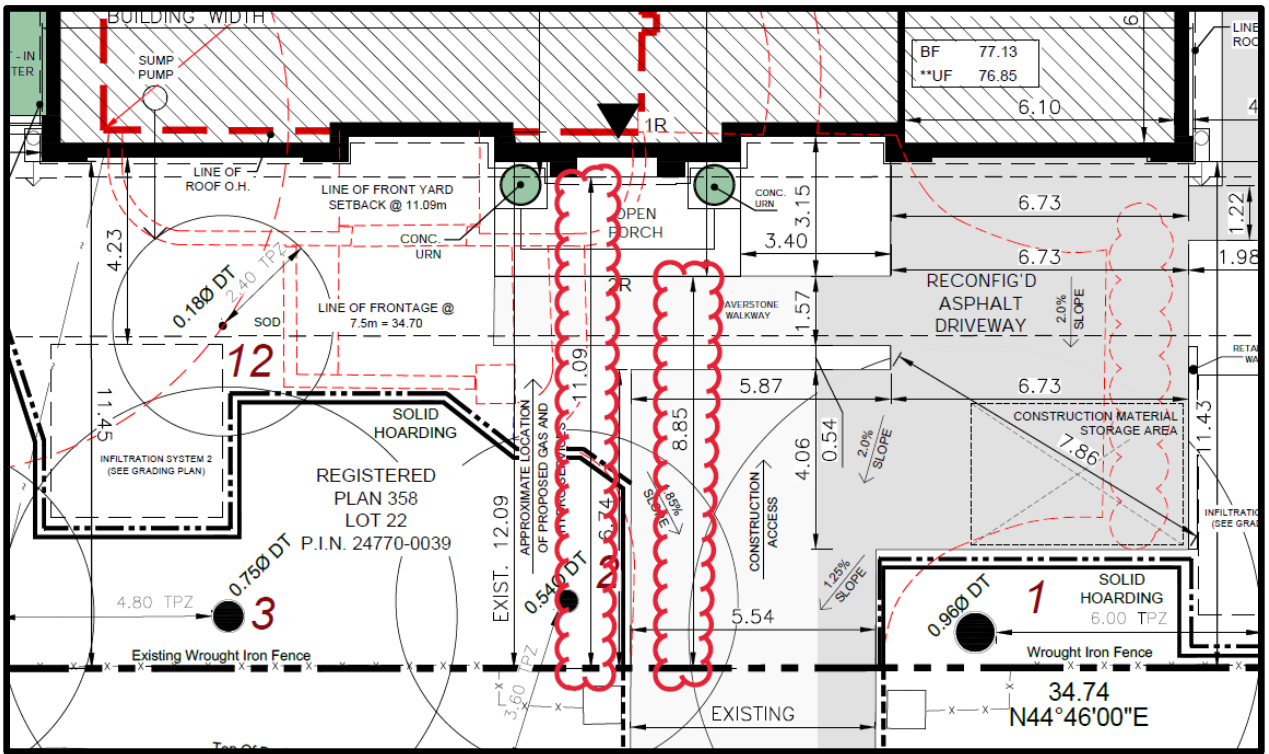 BUILDING WIDTH
6
LINE
- IN
TER
SUMP
PUMP
BF 77.13
**UF 76.85
6.10
4
1R
LINE OF
ROOF O.H.
LINE OF FRONT YARD
SETBACK @ 11.09m
CONC.
URN
CONC.
URN
OPEN
PORCH
3.15
3.40
6.73
1.22
4.23
2.40 TPZ
0.18Ø DT
SOD
LINE OF FRONTAGE @
7.5m = 34.70
2R
WALKWAY
1.57
6.73
1.98
RECONFIG'D
ASPHALT
DRIVEWAY
2.0%
SLOPE
12
11.09
8.85
5.87
6.73
11.45
SOLID
HOARDING
INFILTRATION SYSTEM 2
(SEE GRADING PLAN)
APPROXIMATE LOCATION
OF PROPOSED GAS AND
4.06
0.54
2.0%
SLOPE
CONSTRUCTION MATERIAL
STORAGE AREA
7.86
11.43
REGISTERED
PLAN 358
LOT 22
P.I.N. 24770-0039
EXIST. 12.09
6.74
SLOPE
CONSTRUCTION
ACCESS
(SEE
1.25%
SLOPE
0.75Ø DT
4.80 TPZ
3
0.54Ø DT
2
5.54
0.96Ø DT
1
SOLID
HOARDING
6.00 TPZ
Existing Wrought Iron Fence
3.60 TPZ
Wrought Iron Fence
34.74
N44°46'00"E
EXISTING